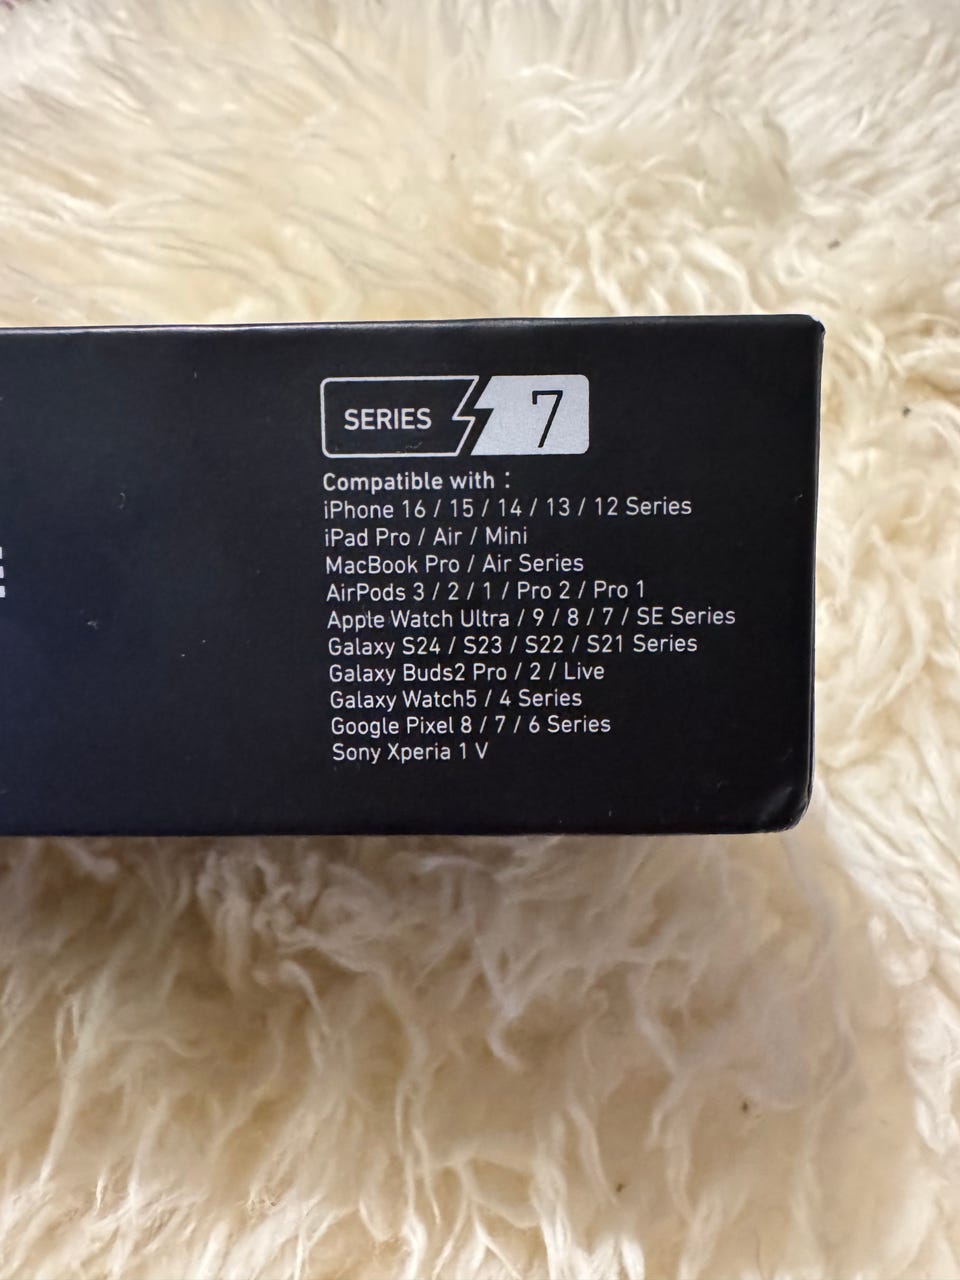 SERIES 7
Compatible with :
iPhone 16 / 15 / 14 / 13 / 12 Series
iPad Pro / Air / Mini
MacBook Pro / Air Series
AirPods 3 / 2 / 1 / Pro 2 / Pro 1
Apple Watch Ultra / 9 / 8 / 7 / SE Series
Galaxy S24 / S23 / S22 / S21 Series
Galaxy Buds2 Pro / 2 / Live
Galaxy Watch5 / 4 Series
Google Pixel 8 / 7 / 6 Series
Sony Xperia 1 V